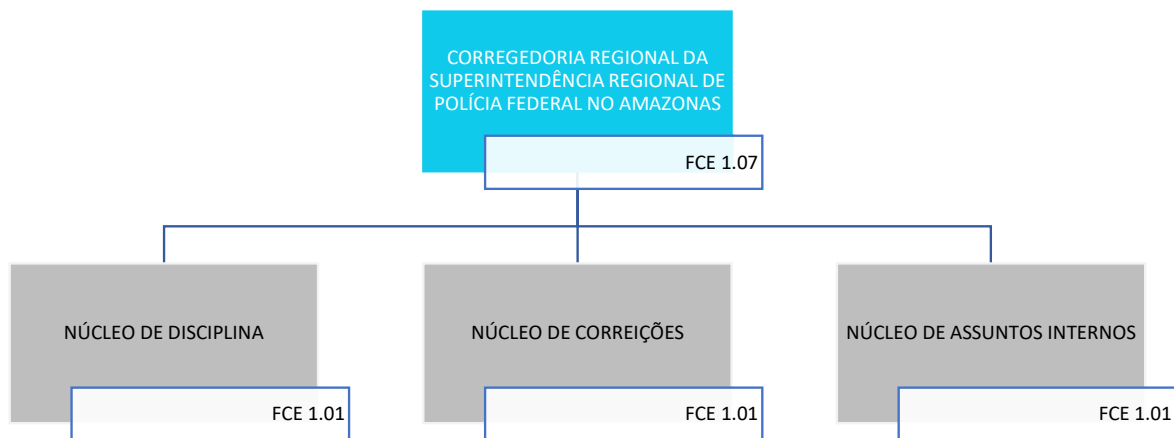 CORREGEDORIA REGIONAL DA
SUPERINTENDÊNCIA REGIONAL DE
POLÍCIA FEDERAL NO AMAZONAS
FCE 1.07
NÚCLEO DE DISCIPLINA
FCE 1.01
NÚCLEO DE CORREIÇÕES
FCE 1.01
NÚCLEO DE ASSUNTOS INTERNOS
FCE 1.01